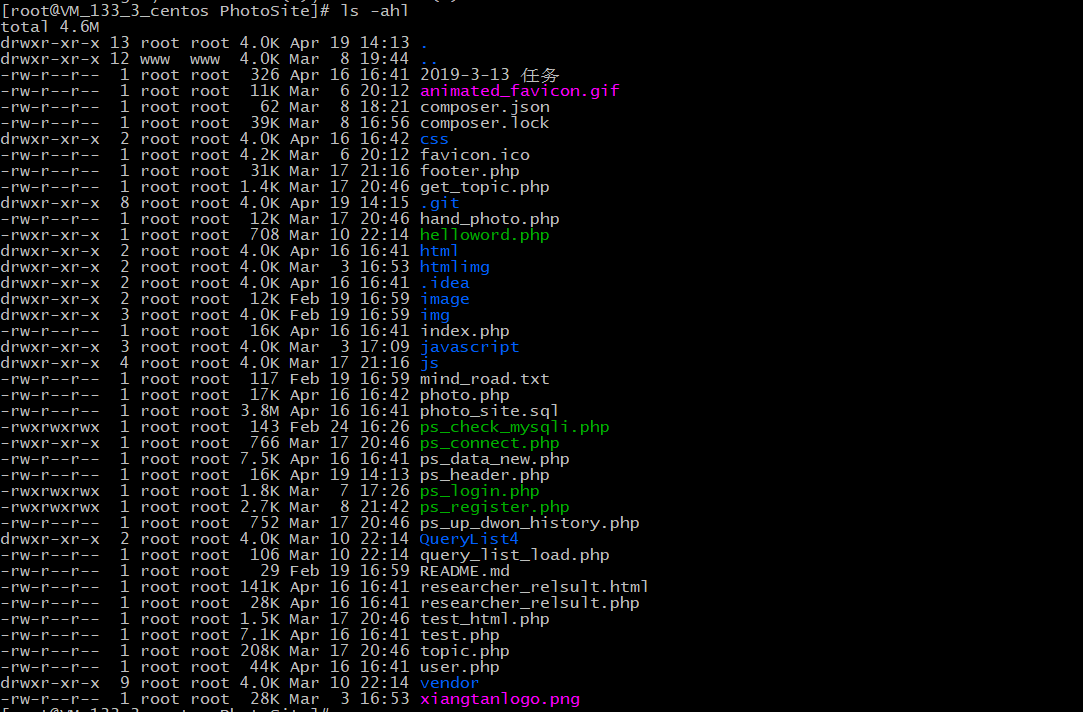 [root@VM_133_3_centos PhotoSite]# ls -ahl
total 4.6M
drwxr-xr-x 13 root root 4.0K Apr 19 14:13 .
drwxr-xr-x 12 www  www  4.0K Mar  8 19:44 ..
-rw-r--r--  1 root root  326 Apr 16 16:41 2019-3-13 任务
-rw-r--r--  1 root root  11K Mar  6 20:12 animated_favicon.gif
-rw-r--r--  1 root root   62 Mar  8 18:21 composer.json
-rw-r--r--  1 root root  39K Mar  8 16:56 composer.lock
drwxr-xr-x  2 root root 4.0K Apr 16 16:42 css
-rw-r--r--  1 root root 4.2K Mar  6 20:12 favicon.ico
-rw-r--r--  1 root root  31K Mar 17 21:16 footer.php
-rw-r--r--  1 root root 1.4K Mar 17 20:46 get_topic.php
drwxr-xr-x  8 root root 4.0K Apr 19 14:15 .git
-rw-r--r--  1 root root  12K Mar 17 20:46 hand_photo.php
-rwxr-xr-x  1 root root  708 Mar 10 22:14 helloword.php
drwxr-xr-x  2 root root 4.0K Apr 16 16:41 html
drwxr-xr-x  2 root root 4.0K Mar  3 16:53 htmlimg
drwxr-xr-x  2 root root 4.0K Apr 16 16:41 .idea
drwxr-xr-x  2 root root  12K Feb 19 16:59 image
drwxr-xr-x  3 root root 4.0K Feb 19 16:59 img
-rw-r--r--  1 root root  16K Apr 16 16:41 index.php
drwxr-xr-x  3 root root 4.0K Mar  3 17:09 javascript
drwxr-xr-x  4 root root 4.0K Mar 17 21:16 js
-rw-r--r--  1 root root  117 Feb 19 16:59 mind_road.txt
-rw-r--r--  1 root root  17K Apr 16 16:42 photo.php
-rw-r--r--  1 root root 3.8M Apr 16 16:41 photo_site.sql
-rwxrwxrwx  1 root root  143 Feb 24 16:26 ps_check_mysqli.php
-rwxr-xr-x  1 root root  766 Mar 17 20:46 ps_connect.php
-rw-r--r--  1 root root 7.5K Apr 16 16:41 ps_data_new.php
-rw-r--r--  1 root root  16K Apr 19 14:13 ps_header.php
-rwxrwxrwx  1 root root 1.8K Mar  7 17:26 ps_login.php
-rwxrwxrwx  1 root root 2.7K Mar  8 21:42 ps_register.php
-rw-r--r--  1 root root  752 Mar 17 20:46 ps_up_dwon_history.php
drwxr-xr-x  2 root root 4.0K Mar 10 22:14 QueryList4
-rw-r--r--  1 root root  106 Mar 10 22:14 query_list_load.php
-rw-r--r--  1 root root   29 Feb 19 16:59 README.md
-rw-r--r--  1 root root 141K Apr 16 16:41 researcher_relsult.html
-rw-r--r--  1 root root  28K Apr 16 16:41 researcher_relsult.php
-rw-r--r--  1 root root 1.5K Mar 17 20:46 test_html.php
-rw-r--r--  1 root root 7.1K Apr 16 16:41 test.php
-rw-r--r--  1 root root 208K Mar 17 20:46 topic.php
-rw-r--r--  1 root root  44K Apr 16 16:41 user.php
drwxr-xr-x  9 root root 4.0K Mar 10 22:14 vendor
-rw-r--r--  1 root root  28K Mar  3 16:53 xiangtanlogo.png